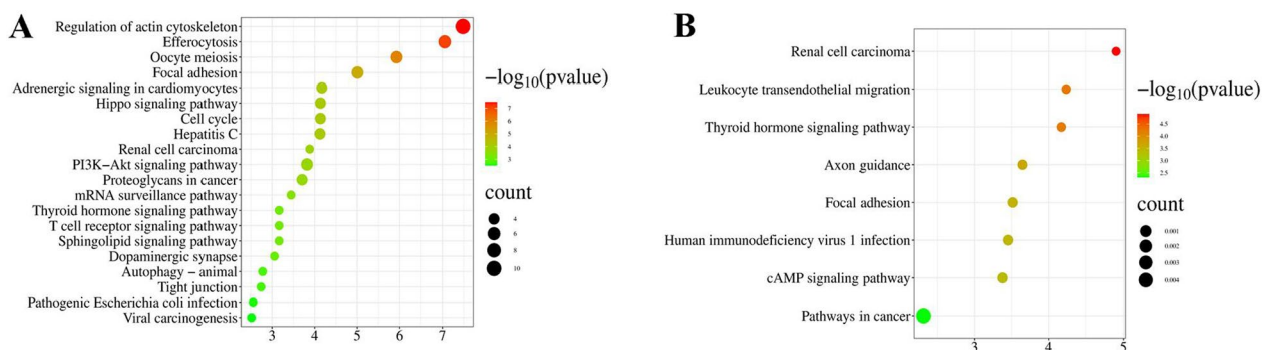 A
Regulation of actin cytoskeleton
Efferocytosis
Oocyte meiosis
Focal adhesion
Adrenergic signaling in cardiomyocytes
Hippo signaling pathway
Cell cycle
Hepatitis C
Renal cell carcinoma
PI3K−Akt signaling pathway
Proteoglycans in cancer
mRNA surveillance pathway
Thyroid hormone signaling pathway
T cell receptor signaling pathway
Sphingolipid signaling pathway
Dopaminergic synapse
Autophagy − animal
Tight junction
Pathogenic Escherichia coli infection
Viral carcinogenesis
3 4 5 6 7
−log10(pvalue)
7
6
5
4
3
count
4
6
8
10
B
Renal cell carcinoma
Leukocyte transendothelial migration
Thyroid hormone signaling pathway
Axon guidance
Focal adhesion
Human immunodeficiency virus 1 infection
cAMP signaling pathway
Pathways in cancer
3 4 5
−log10(pvalue)
4.5
4.0
3.5
3.0
2.5
count
0.001
0.002
0.003
0.004